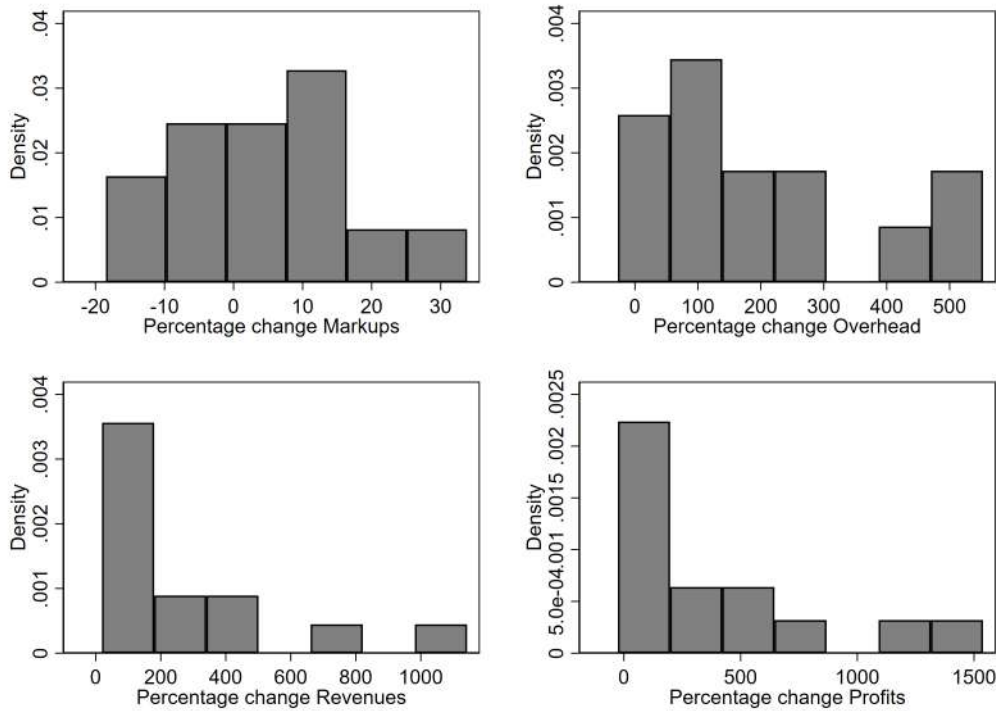 Density
0 .01 .02 .03 .04
-20 -10 0 10 20 30
Percentage change Markups
Density
0 .001 .002 .003 .004
0 100 200 300 400 500
Percentage change Overhead
Density
0 .001 .002 .003 .004
0 200 400 600 800 1000
Percentage change Revenues
Density
0 5.0e-04 .001 .0015 .002 .0025
0 500 1000 1500
Percentage change Profits